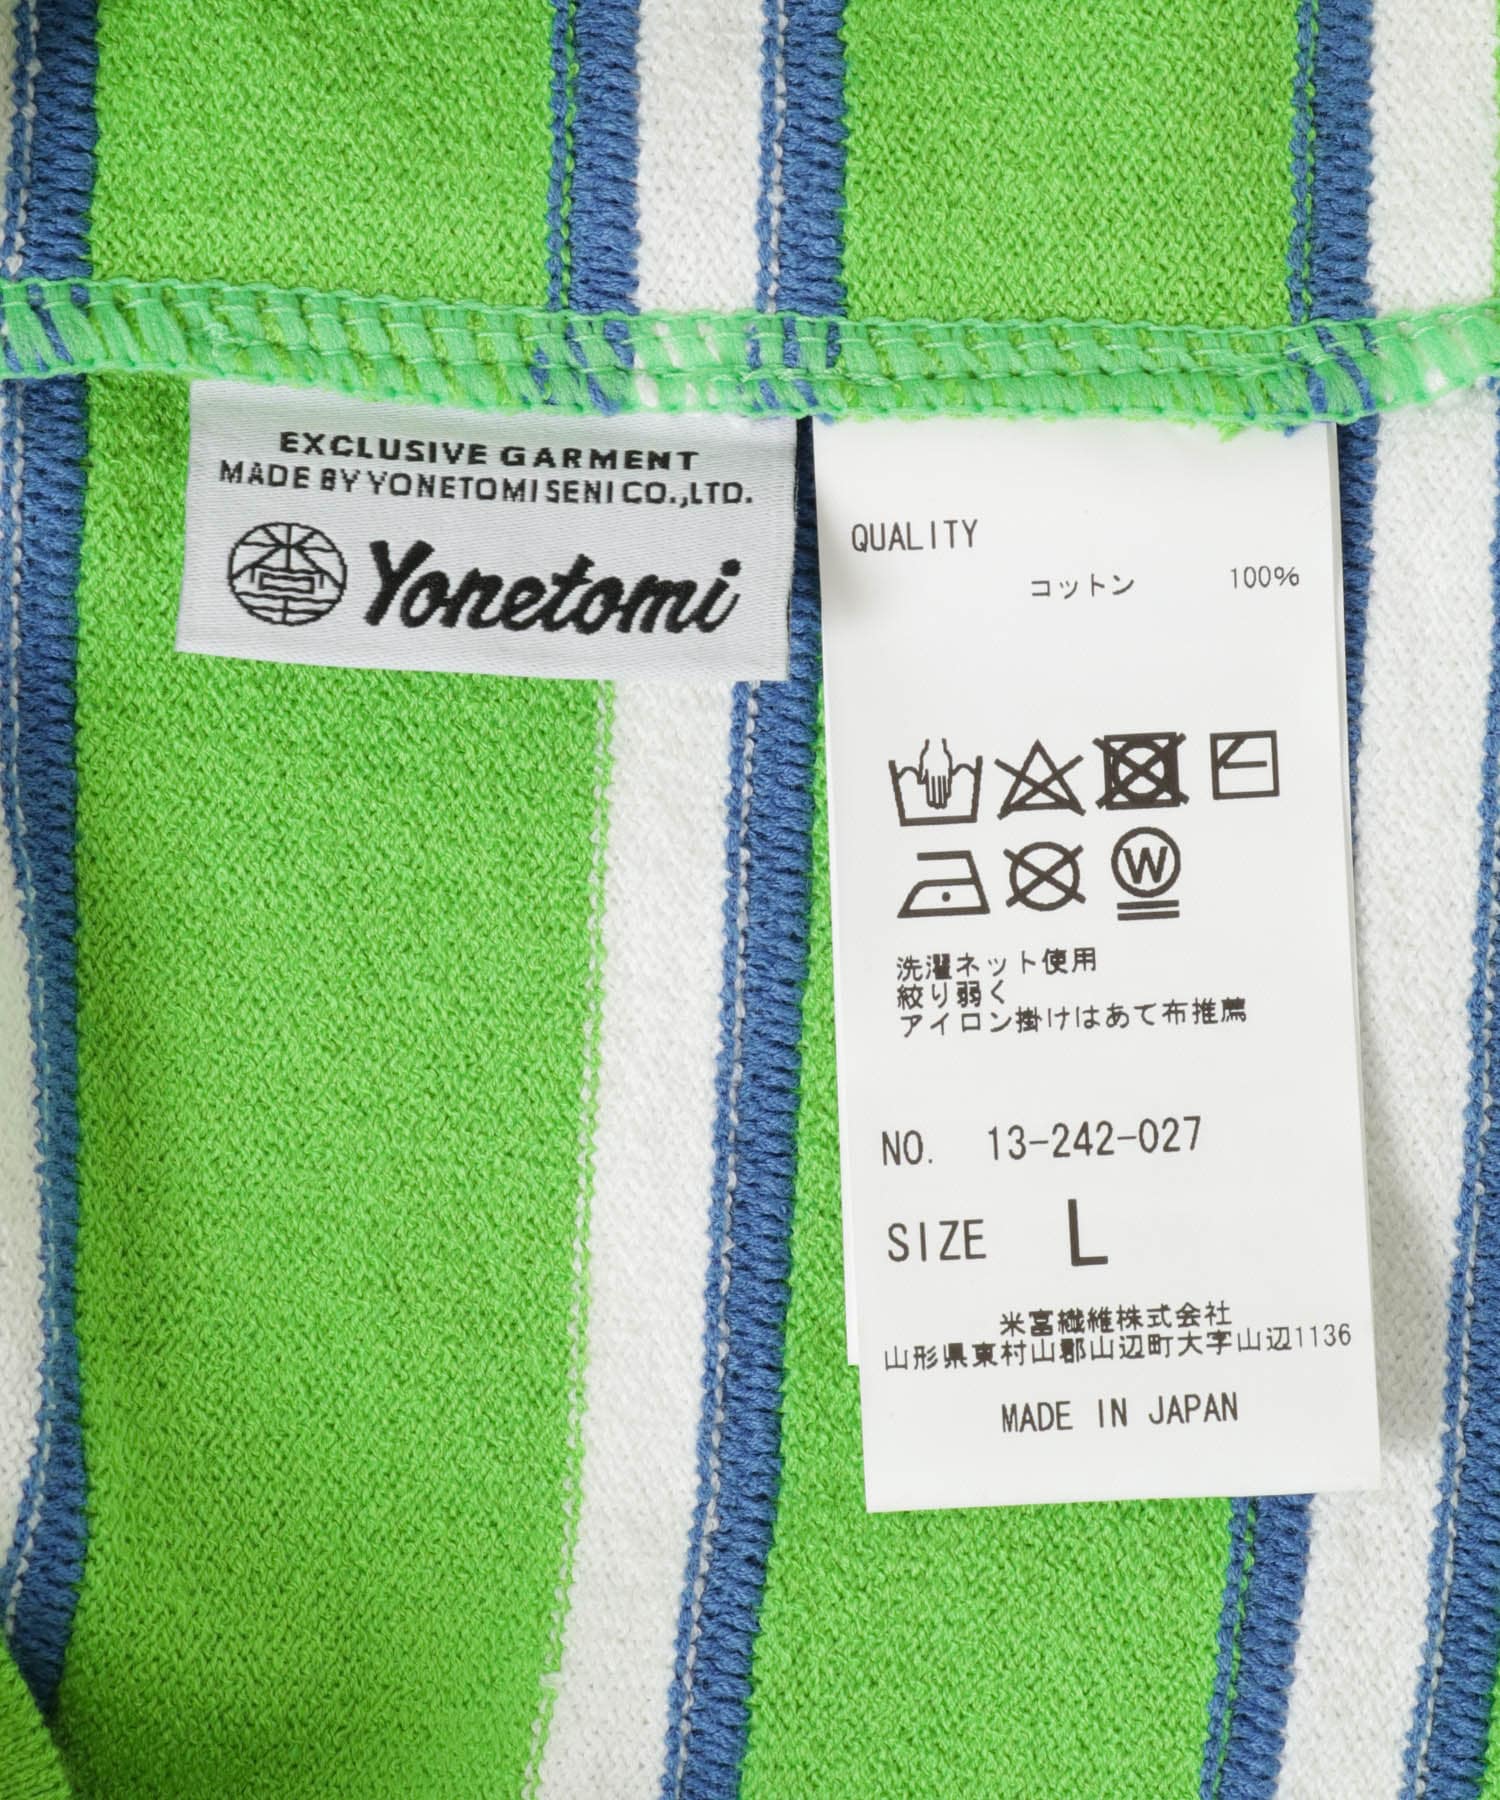 EXCLUSIVE GARMENT
MADE BY YONETOMI SENI CO.,LTD.
Yonetomi
QUALITY
コットン 100%
W
洗濯ネット使用
絞り弱く
アイロン掛けはあて布推薦
NO. 13-242-027
SIZE L
米富繊維株式会社
山形県東村山郡山辺町大字山辺1136
MADE IN JAPAN